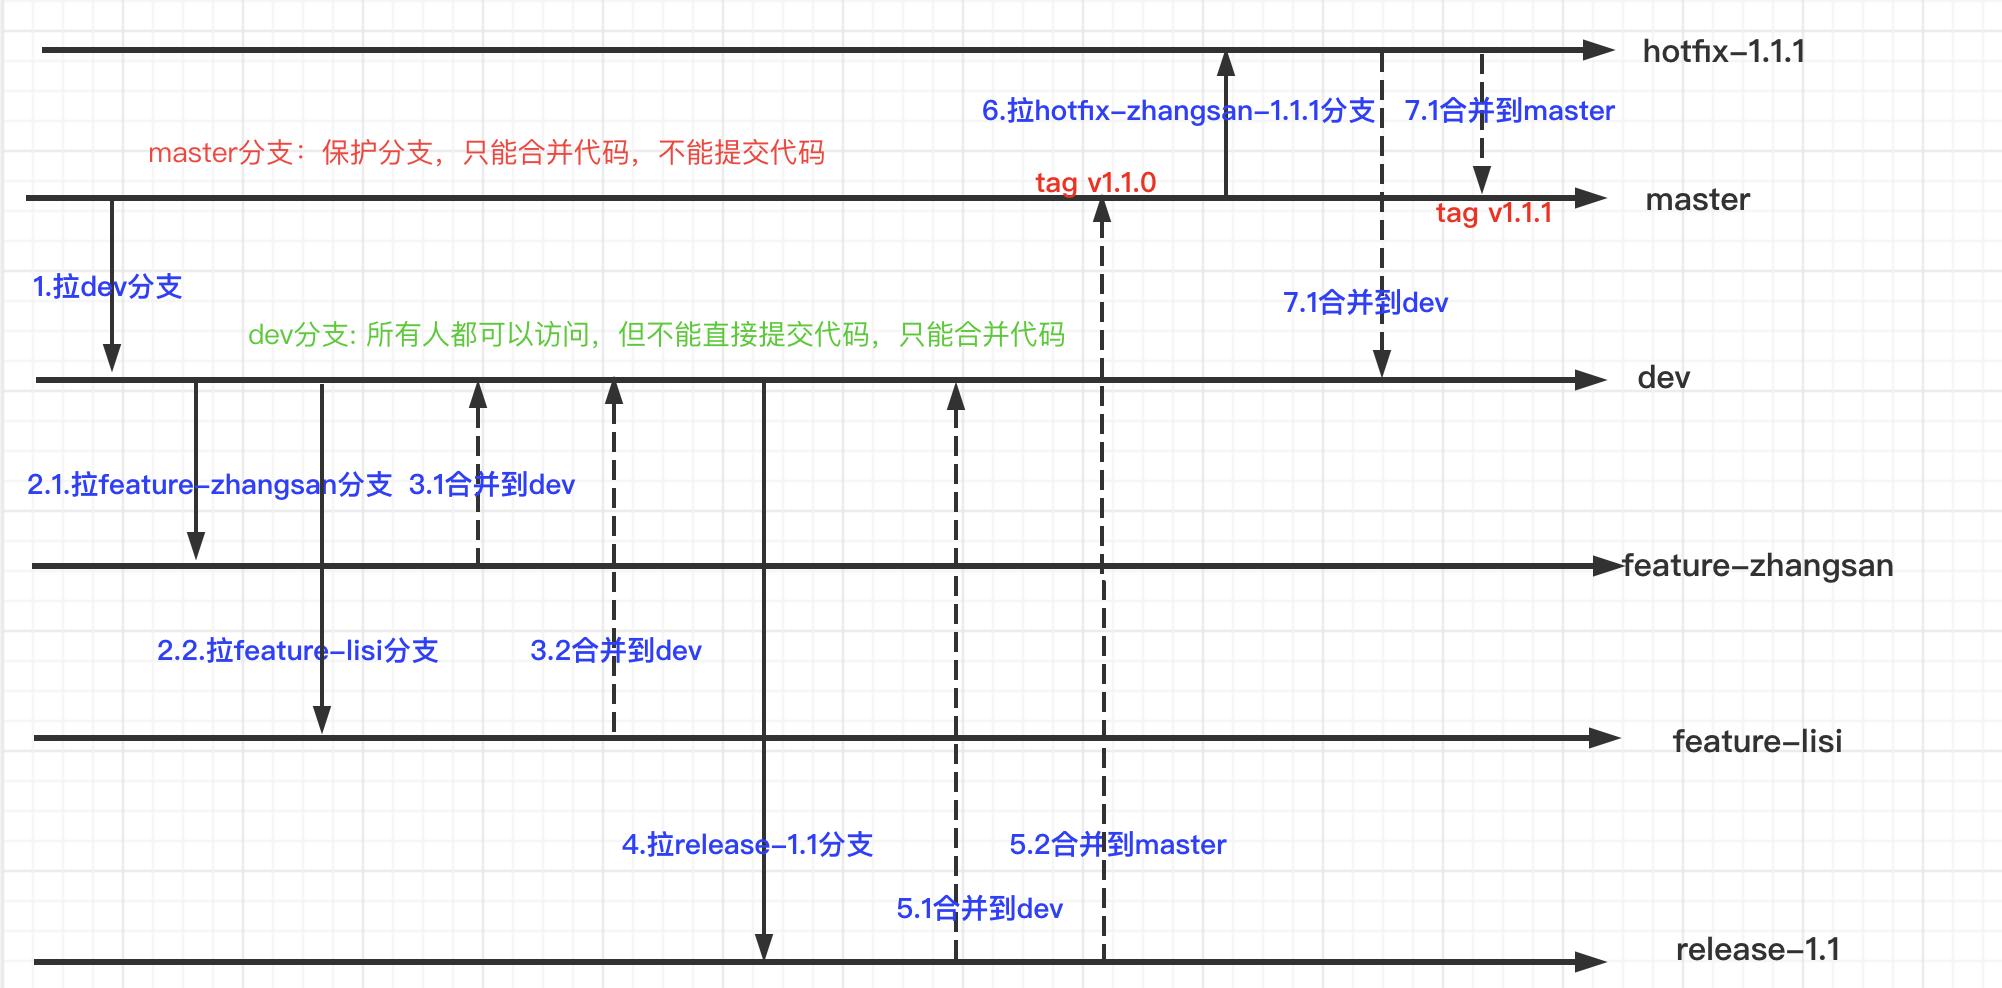 hotfix-1.1.1
6.拉hotfix-zhangsan-1.1.1分支
7.1合并到master
master分支：保护分支，只能合并代码，不能提交代码
tag v1.1.0
master
tag v1.1.1
1.拉dev分支
7.1合并到dev
dev分支: 所有人都可以访问，但不能直接提交代码，只能合并代码
dev
2.1.拉feature-zhangsan分支
3.1合并到dev
feature-zhangsan
2.2.拉feature-lisi分支
3.2合并到dev
feature-lisi
4.拉release-1.1分支
5.2合并到master
5.1合并到dev
release-1.1